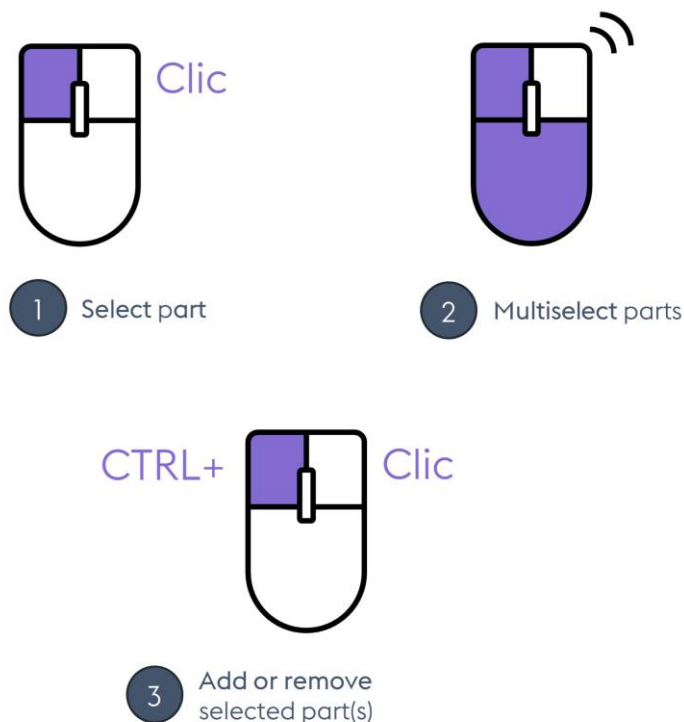 Clic
1 Select part
2 Multiselect parts
CTRL+ Clic
3 Add or remove
selected part(s)